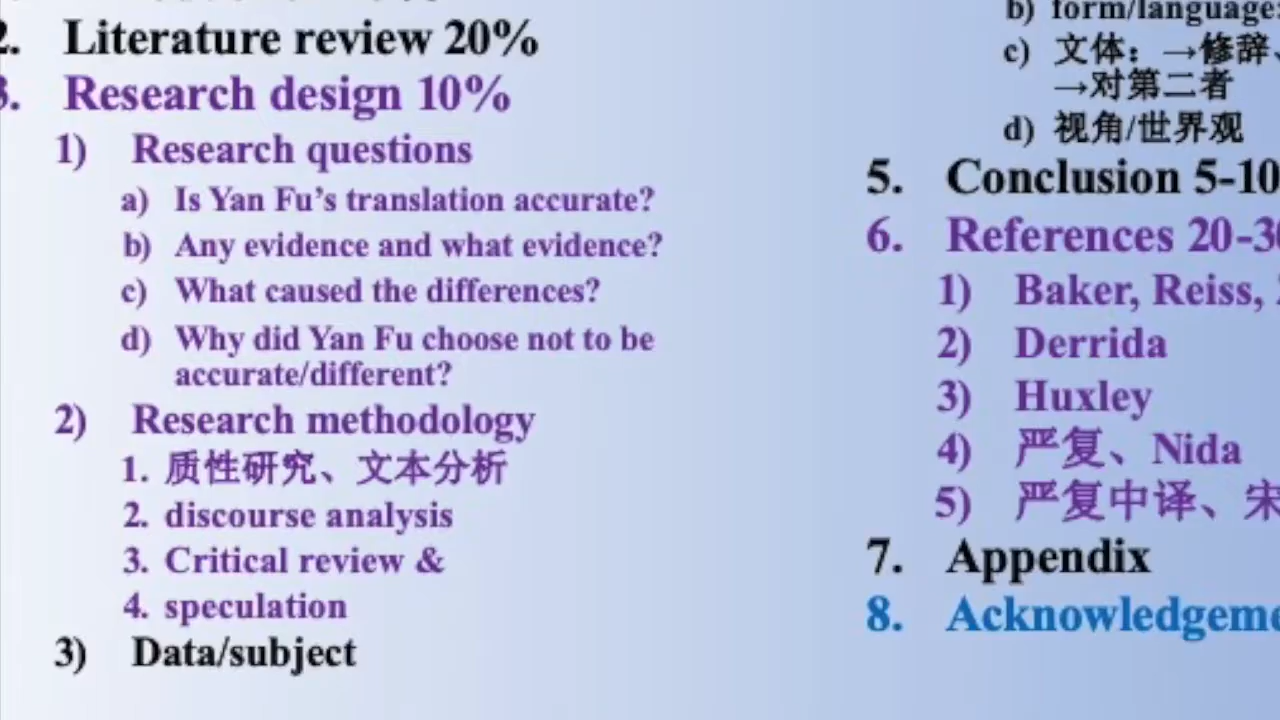 2. Literature review 20%
3. Research design 10%
1) Research questions
a) Is Yan Fu’s translation accurate?
b) Any evidence and what evidence?
c) What caused the differences?
d) Why did Yan Fu choose not to be
accurate/different?
2) Research methodology
1. 质性研究、文本分析
2. discourse analysis
3. Critical review &
4. speculation
3) Data/subject
b) form/language:
c) 文体：→修辞、
→对第二者
d) 视角/世界观
5. Conclusion 5-10
6. References 20-30
1) Baker, Reiss,
2) Derrida
3) Huxley
4) 严复、Nida
5) 严复中译、宋
7. Appendix
8. Acknowledgeme